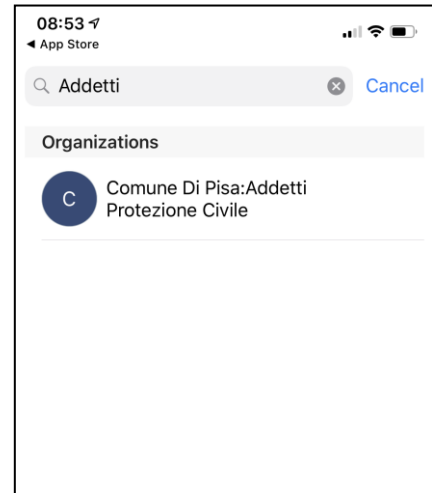 08:53
App Store
Addetti
Cancel
Organizations
C
Comune Di Pisa:Addetti
Protezione Civile